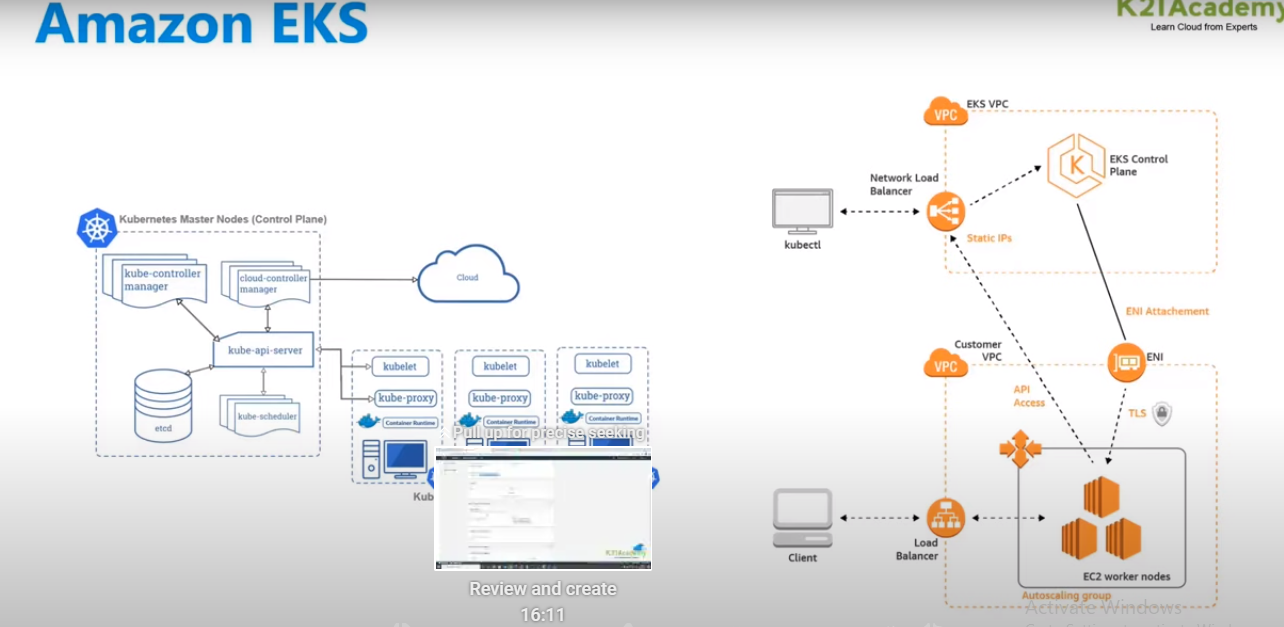 Amazon EKS
K21Academy
Learn Cloud from Experts
Kubernetes Master Nodes (Control Plane)
kube-controller
manager
cloud-controller
manager
Cloud
kube-api-server
etcd
kube-scheduler
kubelet
kube-proxy
Container Runtime
kubelet
kube-proxy
Container Runtime
kubelet
kube-proxy
Container Runtime
Kub
Pull up for precise seeking
K21Academy
Review and create
16:11
VPC
EKS VPC
K
EKS Control
Plane
Network Load
Balancer
kubectl
Static IPs
ENI Attachement
Customer
VPC
VPC
ENI
API
Access
TLS
Client
Load
Balancer
EC2 worker nodes
Autoscaling group
Activate Windows